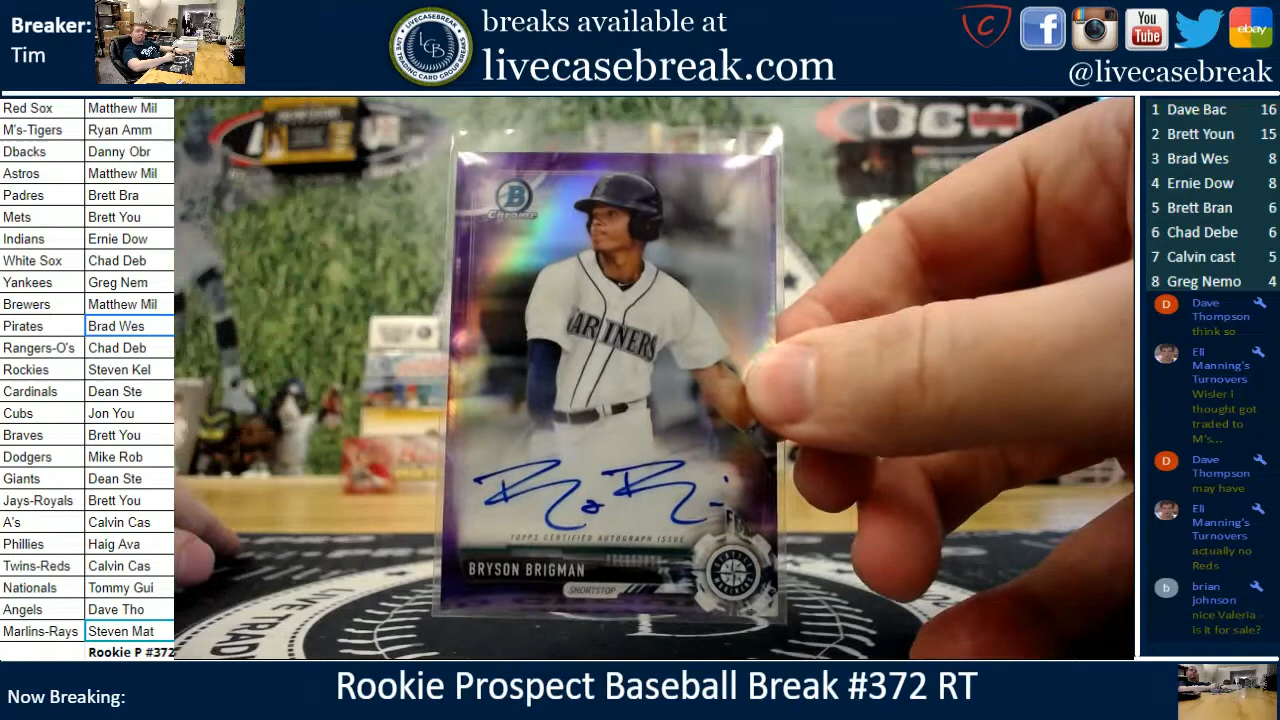 Breaker:
Tim
LIVECASEBREAK
LCB
breaks available at
livecasebreak.com
You
Tube
ebay
@livecasebreak
Red Sox Matthew Mil
M's-Tigers Ryan Amm
Dbacks Danny Obr
Astros Matthew Mil
Padres Brett Bra
Mets Brett You
Indians Ernie Dow
White Sox Chad Deb
Yankees Greg Nem
Brewers Matthew Mil
Pirates Brad Wes
Rangers-O's Chad Deb
Rockies Steven Kel
Cardinals Dean Ste
Cubs Jon You
Braves Brett You
Dodgers Mike Rob
Giants Dean Ste
Jays-Royals Brett You
A's Calvin Cas
Phillies Haig Ava
Twins-Reds Calvin Cas
Nationals Tommy Gui
Angels Dave Tho
Marlins-Rays Steven Mat
Rookie P #372
DCW
B
Chrome
MARINERS
TOPPS CERTIFIED AUTOGRAPH ISSUE
BRYSON BRIGMAN
SHORTSTOP
1 Dave Bac 16
2 Brett Youn 15
3 Brad Wes 8
4 Ernie Dow 8
5 Brett Bran 6
6 Chad Debe 6
7 Calvin cast 5
8 Greg Nemo 4
D Dave
Thompson
think so
Eli
Manning's
Turnovers
Wisler i
thought got
traded to
M's...
D Dave
Thompson
may have
Eli
Manning's
Turnovers
actually no
Reds
b brian
johnson
nice Valeria -
Is it for sale?
Now Breaking:
Rookie Prospect Baseball Break #372 RT